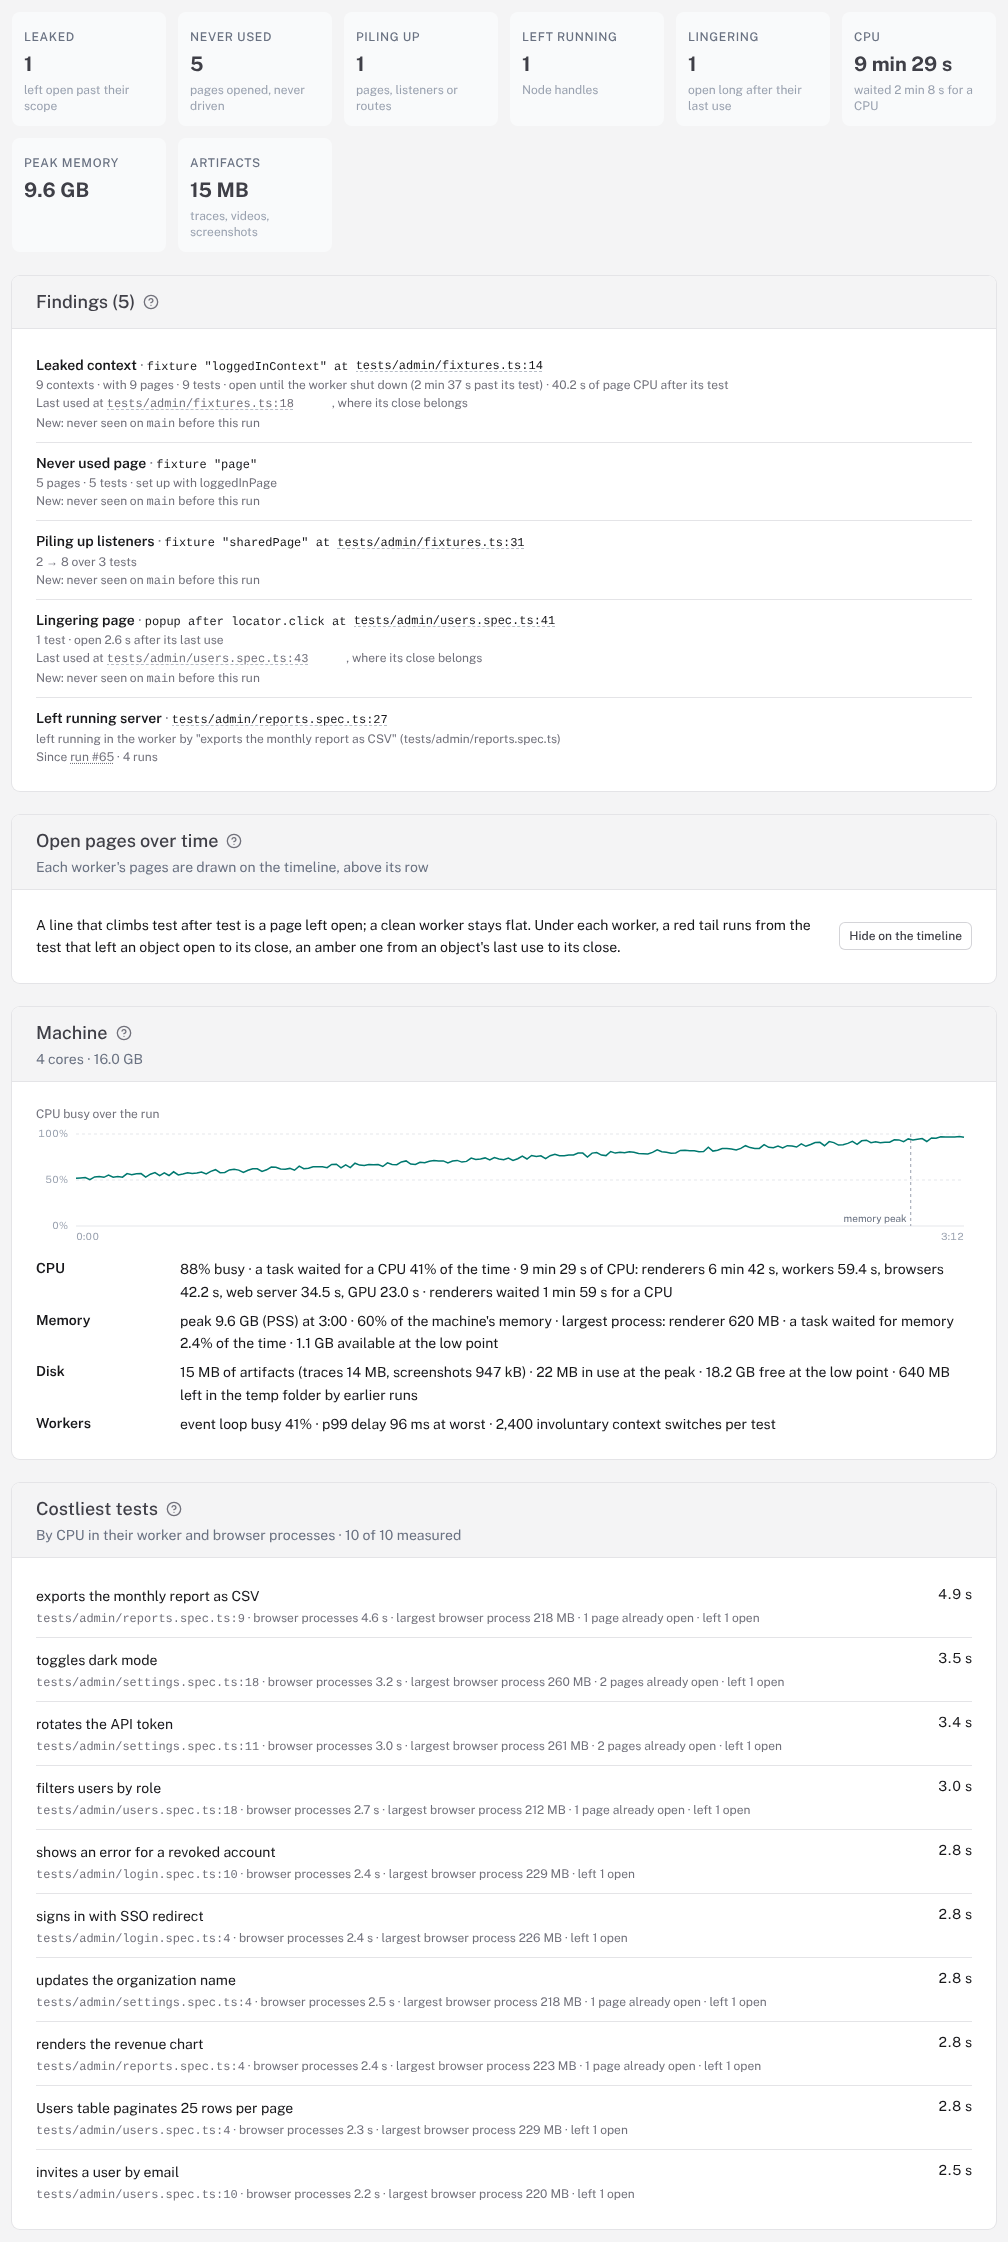 LEAKED
1
left open past their
scope
NEVER USED
5
pages opened, never
driven
PILING UP
1
pages, listeners or
routes
LEFT RUNNING
1
Node handles
LINGERING
1
open long after their
last use
CPU
9 min 29 s
waited 2 min 8 s for a
CPU
PEAK MEMORY
9.6 GB
ARTIFACTS
15 MB
traces, videos,
screenshots
Findings (5)
Leaked context · fixture "loggedInContext" at tests/admin/fixtures.ts:14
9 contexts · with 9 pages · 9 tests · open until the worker shut down (2 min 37 s past its test) · 40.2 s of page CPU after its test
Last used at tests/admin/fixtures.ts:18 , where its close belongs
New: never seen on main before this run
Never used page · fixture "page"
5 pages · 5 tests · set up with loggedInPage
New: never seen on main before this run
Piling up listeners · fixture "sharedPage" at tests/admin/fixtures.ts:31
2 → 8 over 3 tests
New: never seen on main before this run
Lingering page · popup after locator.click at tests/admin/users.spec.ts:41
1 test · open 2.6 s after its last use
Last used at tests/admin/users.spec.ts:43 , where its close belongs
New: never seen on main before this run
Left running server · tests/admin/reports.spec.ts:27
left running in the worker by "exports the monthly report as CSV" (tests/admin/reports.spec.ts)
Since run #65 · 4 runs
Open pages over time
Each worker's pages are drawn on the timeline, above its row
A line that climbs test after test is a page left open; a clean worker stays flat. Under each worker, a red tail runs from the
test that left an object open to its close, an amber one from an object's last use to its close.
Hide on the timeline
Machine
4 cores · 16.0 GB
CPU busy over the run
100%
50%
0%
memory peak
0:00
3:12
CPU
88% busy · a task waited for a CPU 41% of the time · 9 min 29 s of CPU: renderers 6 min 42 s, workers 59.4 s, browsers
42.2 s, web server 34.5 s, GPU 23.0 s · renderers waited 1 min 59 s for a CPU
Memory
peak 9.6 GB (PSS) at 3:00 · 60% of the machine's memory · largest process: renderer 620 MB · a task waited for memory
2.4% of the time · 1.1 GB available at the low point
Disk
15 MB of artifacts (traces 14 MB, screenshots 947 kB) · 22 MB in use at the peak · 18.2 GB free at the low point · 640 MB
left in the temp folder by earlier runs
Workers
event loop busy 41% · p99 delay 96 ms at worst · 2,400 involuntary context switches per test
Costliest tests
By CPU in their worker and browser processes · 10 of 10 measured
exports the monthly report as CSV
4.9 s
tests/admin/reports.spec.ts:9 · browser processes 4.6 s · largest browser process 218 MB · 1 page already open · left 1 open
toggles dark mode
3.5 s
tests/admin/settings.spec.ts:18 · browser processes 3.2 s · largest browser process 260 MB · 2 pages already open · left 1 open
rotates the API token
3.4 s
tests/admin/settings.spec.ts:11 · browser processes 3.0 s · largest browser process 261 MB · 2 pages already open · left 1 open
filters users by role
3.0 s
tests/admin/users.spec.ts:18 · browser processes 2.7 s · largest browser process 212 MB · 1 page already open · left 1 open
shows an error for a revoked account
2.8 s
tests/admin/login.spec.ts:10 · browser processes 2.4 s · largest browser process 229 MB · left 1 open
signs in with SSO redirect
2.8 s
tests/admin/login.spec.ts:4 · browser processes 2.4 s · largest browser process 226 MB · left 1 open
updates the organization name
2.8 s
tests/admin/settings.spec.ts:4 · browser processes 2.5 s · largest browser process 218 MB · 1 page already open · left 1 open
renders the revenue chart
2.8 s
tests/admin/reports.spec.ts:4 · browser processes 2.4 s · largest browser process 223 MB · 1 page already open · left 1 open
Users table paginates 25 rows per page
2.8 s
tests/admin/users.spec.ts:4 · browser processes 2.3 s · largest browser process 229 MB · left 1 open
invites a user by email
2.5 s
tests/admin/users.spec.ts:10 · browser processes 2.2 s · largest browser process 220 MB · left 1 open